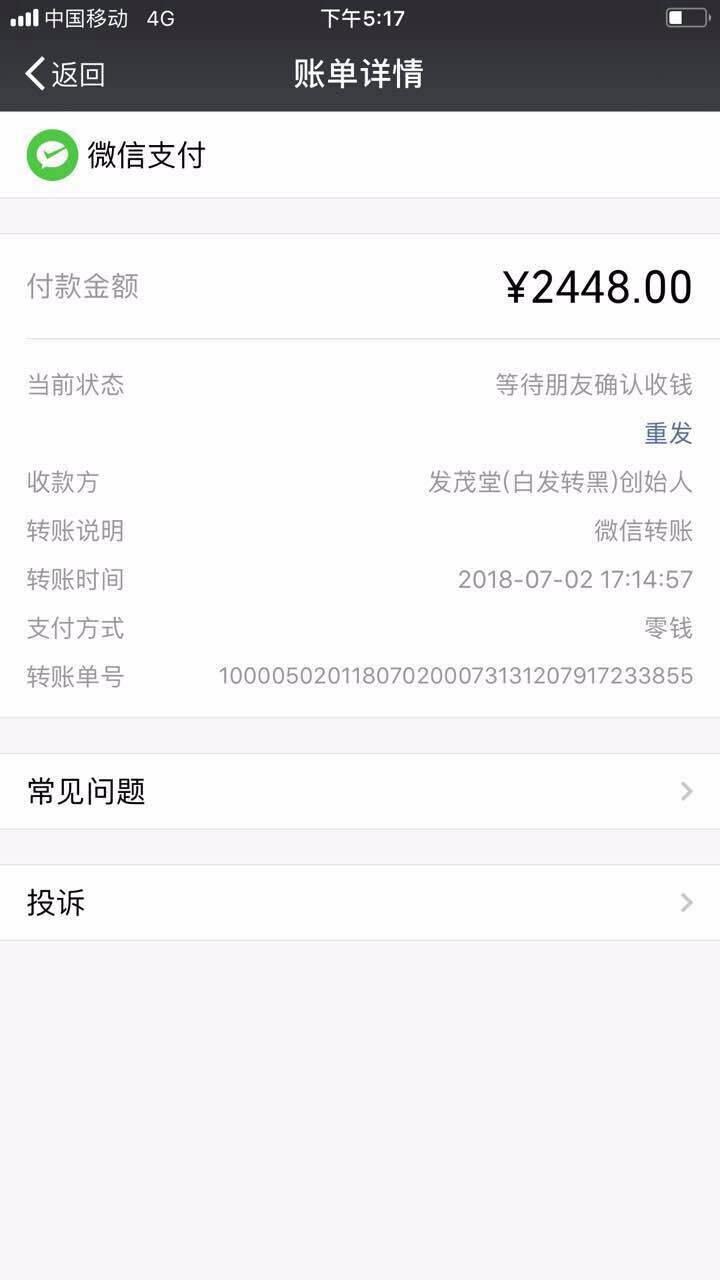 中国移动 4G 下午5:17
返回 账单详情
微信支付
付款金额 ¥2448.00
当前状态 等待朋友确认收钱
重发
收款方 发茂堂(白发转黑)创始人
转账说明 微信转账
转账时间 2018-07-02 17:14:57
支付方式 零钱
转账单号 100005020118070200073131207917233855
常见问题
投诉